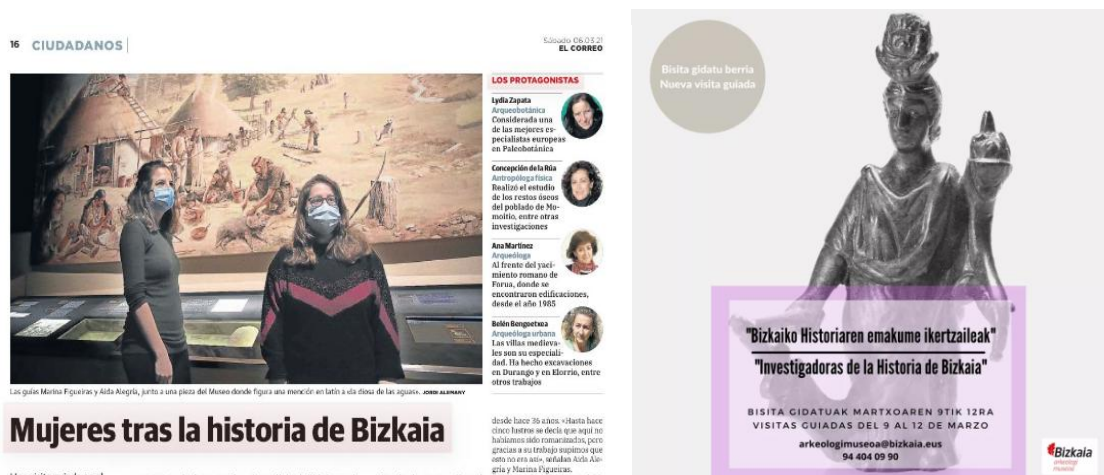 16 CIUDADANOS
Sábado 06.03.21
EL CORREO
LOS PROTAGONISTAS
Lydia Zapata
Arqueobotánica
Considerada una
de las mejores es-
pecialistas europeas
en Paleobotánica
Concepción de la Rúa
Antropóloga física
Realizó el estudio
de los restos óseos
del poblado de Mo-
moitio, entre otras
investigaciones
Ana Martínez
Arqueóloga
Al frente del yaci-
miento romano de
Forua, donde se
encontraron edificaciones,
desde el año 1985
Belén Bengoetxea
Arqueóloga urbana
Las villas medieva-
les son su especiali-
dad. Ha hecho excavaciones
en Durango y en Elorrio, entre
otros trabajos
Las guías Marina Figueiras y Aida Alegría, junto a una pieza del Museo donde figura una mención en latín a «la diosa de las aguas». JORDI ALEMANY
Mujeres tras la historia de Bizkaia
desde hace 36 años. «Hasta hace
cinco lustros se decía que aquí no
habíamos sido romanizados, pero
gracias a su trabajo supimos que
esto no era así», señalan Aida Ale-
gría y Marina Figueiras.
Bisita gidatu berria
Nueva visita guiada
"Bizkaiko Historiaren emakume ikertzaileak"
"Investigadoras de la Historia de Bizkaia"
BISITA GIDATUAK MARTXOAREN 9TIK 12RA
VISITAS GUIADAS DEL 9 AL 12 DE MARZO
arkeologimuseoa@bizkaia.eus
94 404 09 90
Bizkaia
arkeologi
museoa